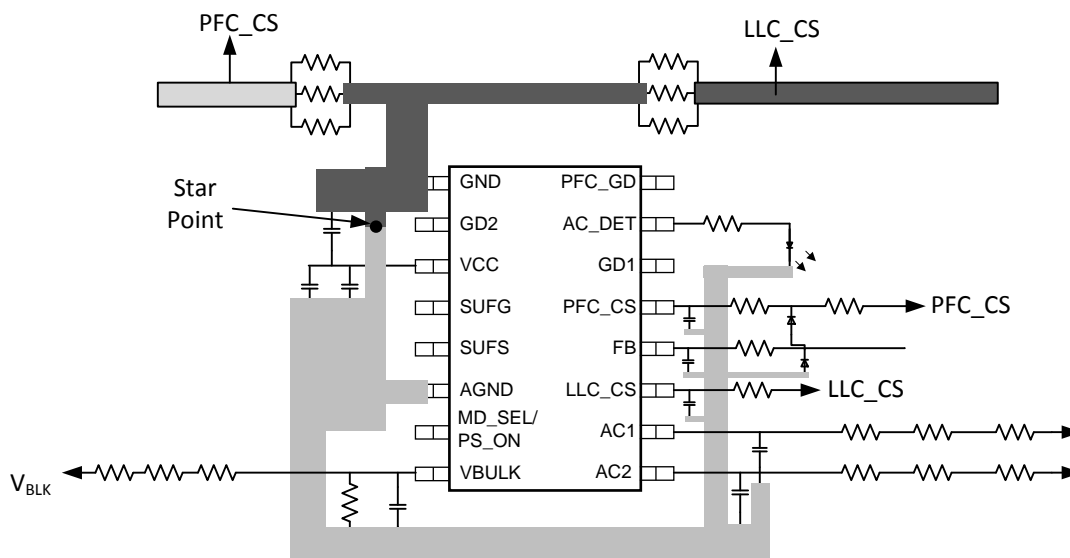 PFC_CS
LLC_CS
Star
Point
GND
PFC_GD
GD2
AC_DET
VCC
GD1
SUFG
PFC_CS
PFC_CS
SUFS
FB
AGND
LLC_CS
LLC_CS
MD_SEL/
PS_ON
AC1
VBULK
AC2
VBLK